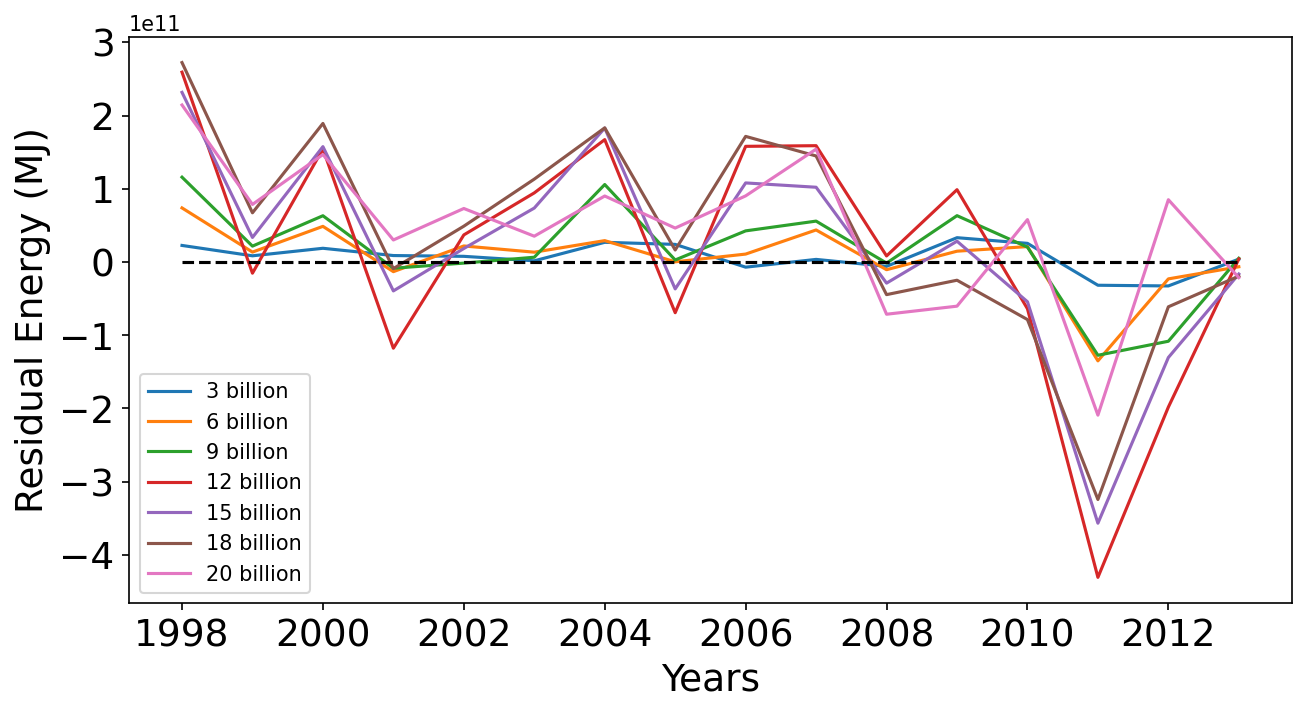 1e11
3
2
1
0
−1
−2
−3
−4
Residual Energy (MJ)
3 billion
6 billion
9 billion
12 billion
15 billion
18 billion
20 billion
1998 2000 2002 2004 2006 2008 2010 2012
Years